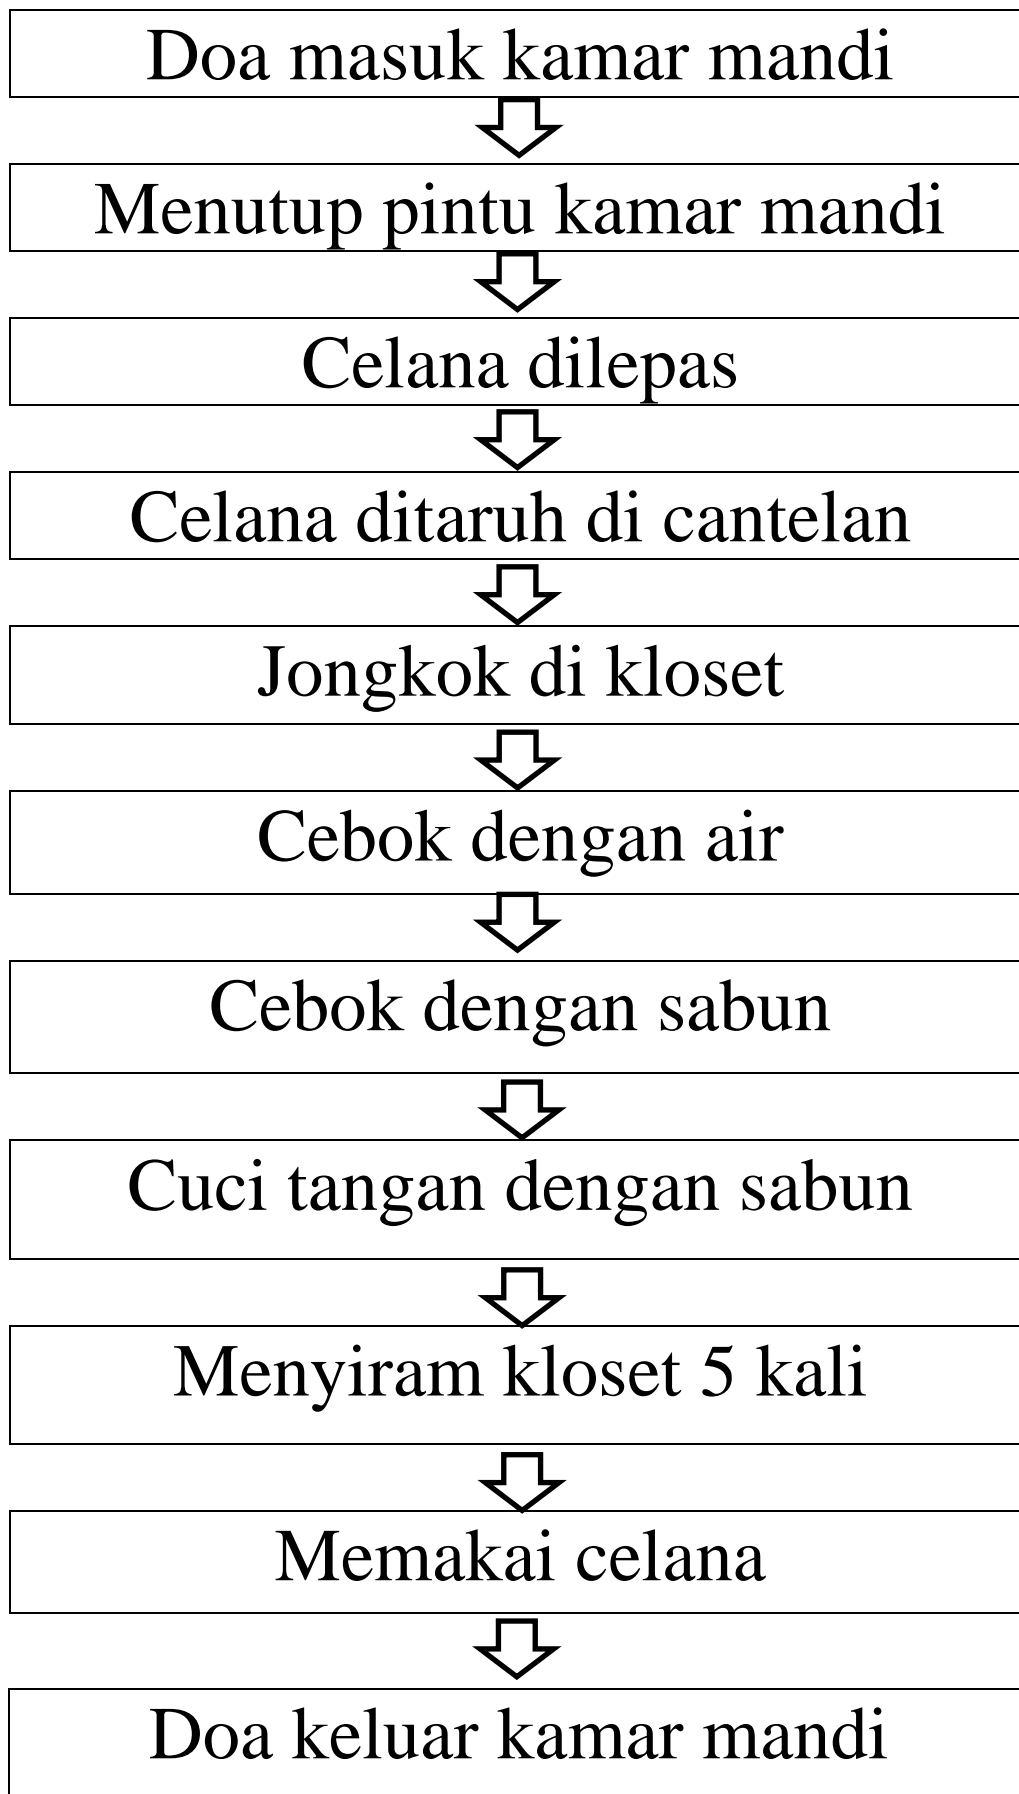 Doa masuk kamar mandi
Menutup pintu kamar mandi
Celana dilepas
Celana ditaruh di cantelan
Jongkok di kloset
Cebok dengan air
Cebok dengan sabun
Cuci tangan dengan sabun
Menyiram kloset 5 kali
Memakai celana
Doa keluar kamar mandi